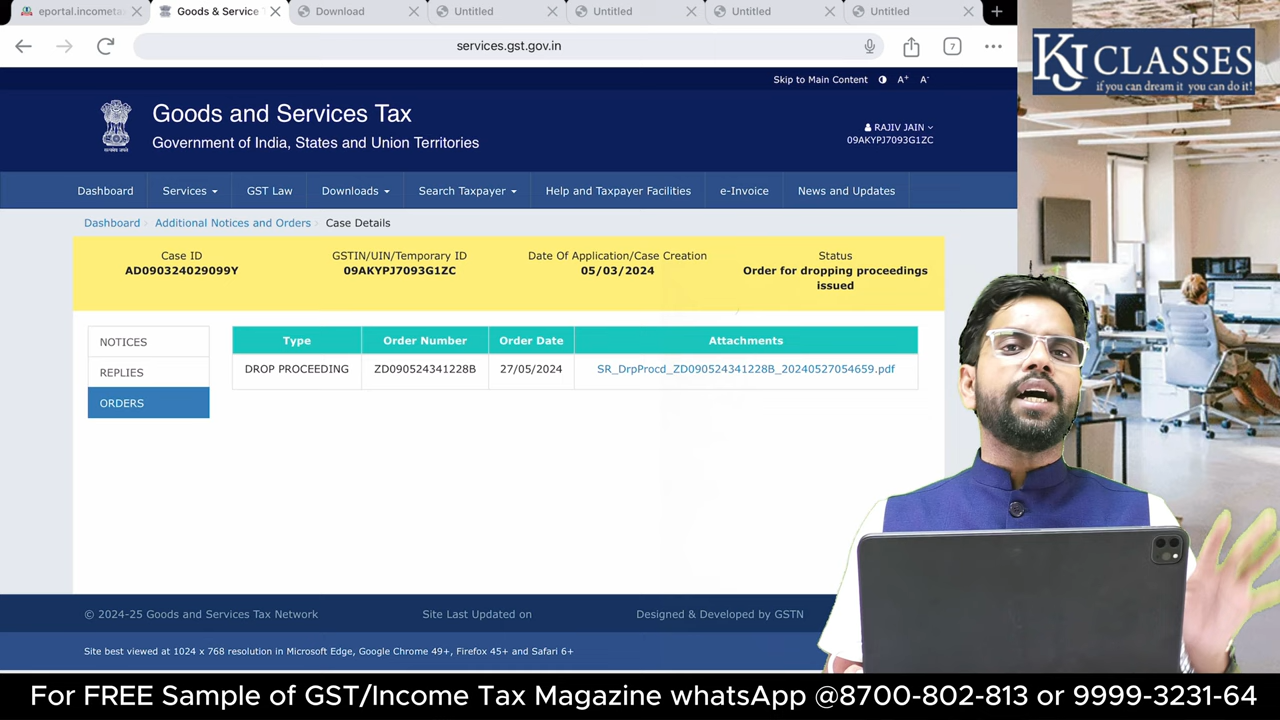 eportal.incometa
Goods & Service T
Download
Untitled
Untitled
Untitled
Untitled
services.gst.gov.in
7
KJ CLASSES
if you can dream it you can do it!
Skip to Main Content A+ A-
Goods and Services Tax
Government of India, States and Union Territories
RAJIV JAIN
09AKYPJ7093G1ZC
Dashboard Services GST Law Downloads Search Taxpayer Help and Taxpayer Facilities e-Invoice News and Updates
Dashboard > Additional Notices and Orders > Case Details
Case ID GSTIN/UIN/Temporary ID Date Of Application/Case Creation Status
AD090324029099Y 09AKYPJ7093G1ZC 05/03/2024 Order for dropping proceedings
issued
NOTICES
REPLIES
ORDERS
Type Order Number Order Date Attachments
DROP PROCEEDING ZD090524341228B 27/05/2024 SR_DrpProcd_ZD090524341228B_20240527054659.pdf
© 2024-25 Goods and Services Tax Network Site Last Updated on Designed & Developed by GSTN
Site best viewed at 1024 x 768 resolution in Microsoft Edge, Google Chrome 49+, Firefox 45+ and Safari 6+
For FREE Sample of GST/Income Tax Magazine whatsApp @8700-802-813 or 9999-3231-64